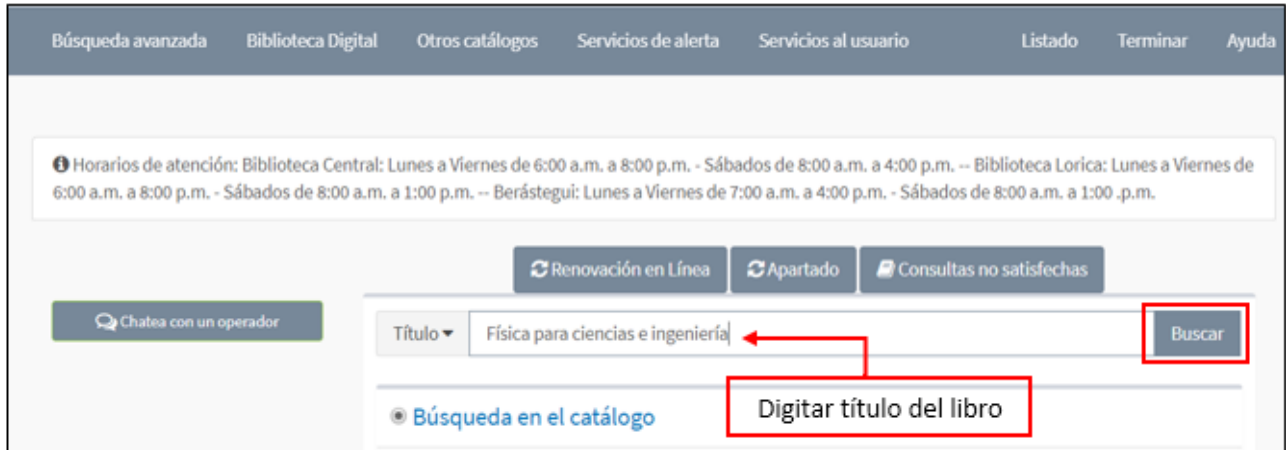 Búsqueda avanzada Biblioteca Digital Otros catálogos Servicios de alerta Servicios al usuario Listado Terminar Ayuda
Horarios de atención: Biblioteca Central: Lunes a Viernes de 6:00 a.m. a 8:00 p.m. - Sábados de 8:00 a.m. a 4:00 p.m. -- Biblioteca Lorica: Lunes a Viernes de
6:00 a.m. a 8:00 p.m. - Sábados de 8:00 a.m. a 1:00 p.m. -- Berástegui: Lunes a Viernes de 7:00 a.m. a 4:00 p.m. - Sábados de 8:00 a.m. a 1:00 .p.m.
Renovación en Línea Apartado Consultas no satisfechas
Chatea con un operador
Título Física para ciencias e ingeniería Buscar
Digitar título del libro
Búsqueda en el catálogo